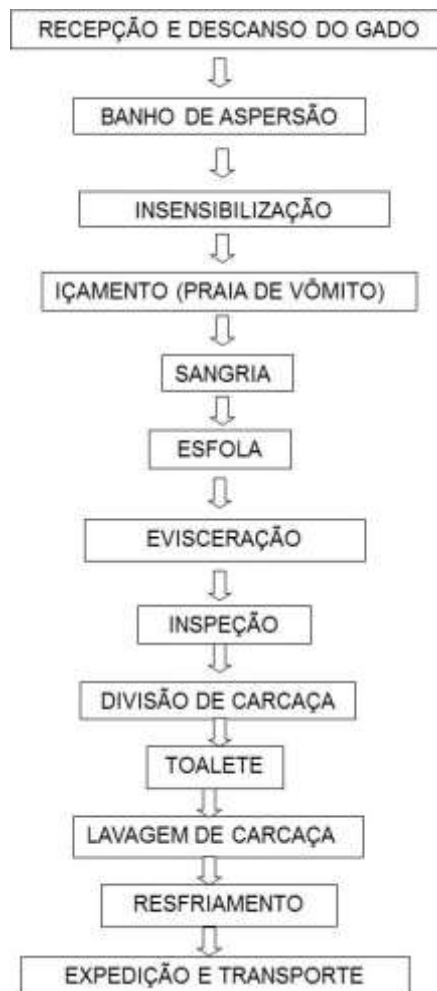 RECEPÇÃO E DESCANSO DO GADO
BANHO DE ASPERSÃO
INSENSIBILIZAÇÃO
IÇAMENTO (PRAIA DE VÔMITO)
SANGRIA
ESFOLA
EVISCERAÇÃO
INSPEÇÃO
DIVISÃO DE CARCAÇA
TOALETE
LAVAGEM DE CARCAÇA
RESFRIAMENTO
EXPEDIÇÃO E TRANSPORTE